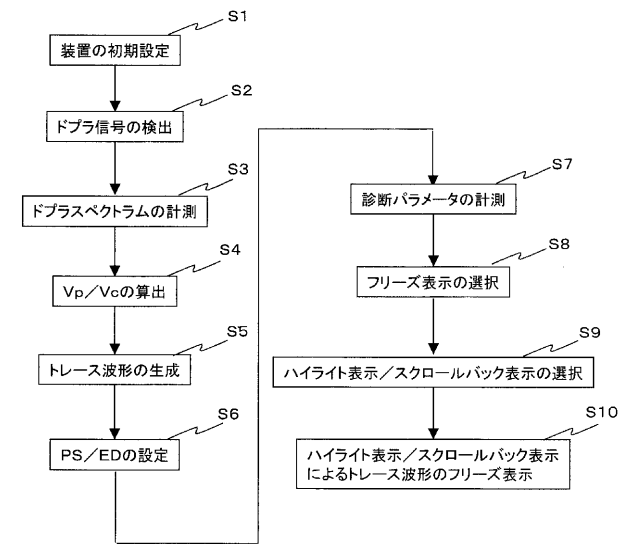 S1
装置の初期設定
S2
ドプラ信号の検出
S3
ドプラスペクトラムの計測
S4
Vp／Vcの算出
S5
トレース波形の生成
S6
PS／EDの設定
S7
診断パラメータの計測
S8
フリーズ表示の選択
S9
ハイライト表示／スクロールバック表示の選択
S10
ハイライト表示／スクロールバック表示
によるトレース波形のフリーズ表示